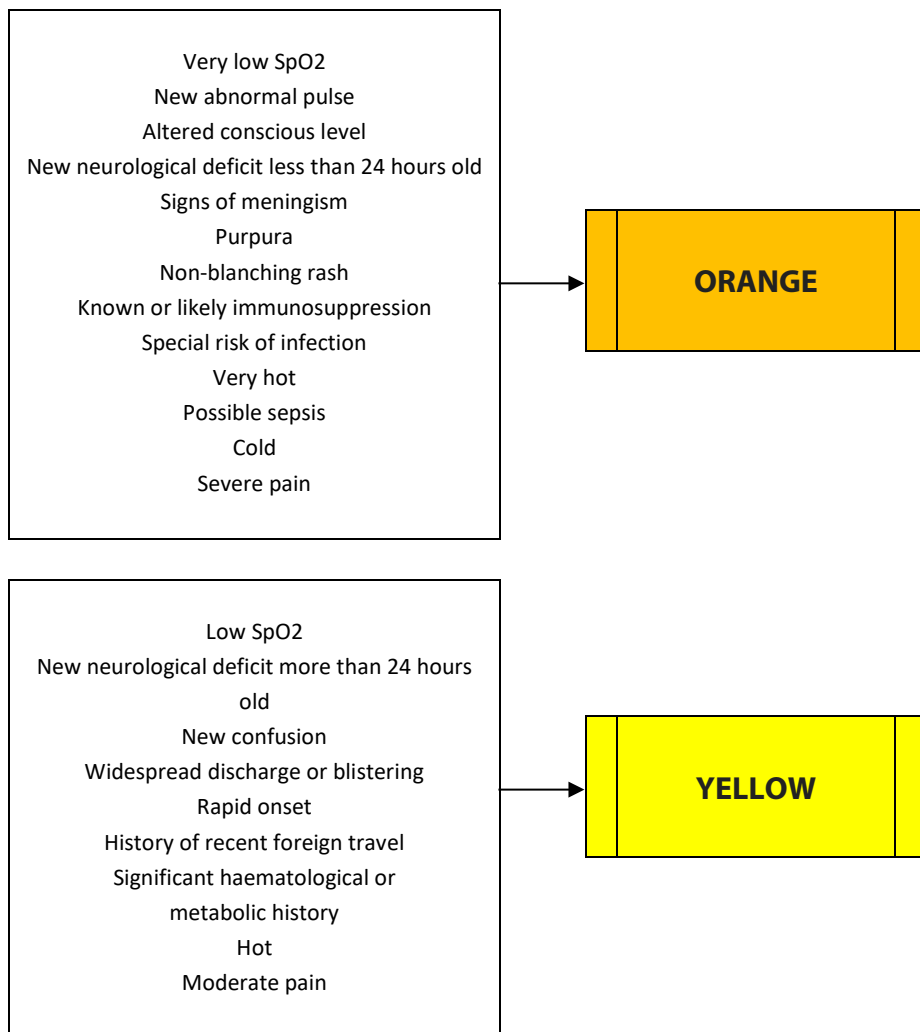 Very low SpO2
New abnormal pulse
Altered conscious level
New neurological deficit less than 24 hours old
Signs of meningism
Purpura
Non-blanching rash
Known or likely immunosuppression
Special risk of infection
Very hot
Possible sepsis
Cold
Severe pain
ORANGE
Low SpO2
New neurological deficit more than 24 hours
old
New confusion
Widespread discharge or blistering
Rapid onset
History of recent foreign travel
Significant haematological or
metabolic history
Hot
Moderate pain
YELLOW